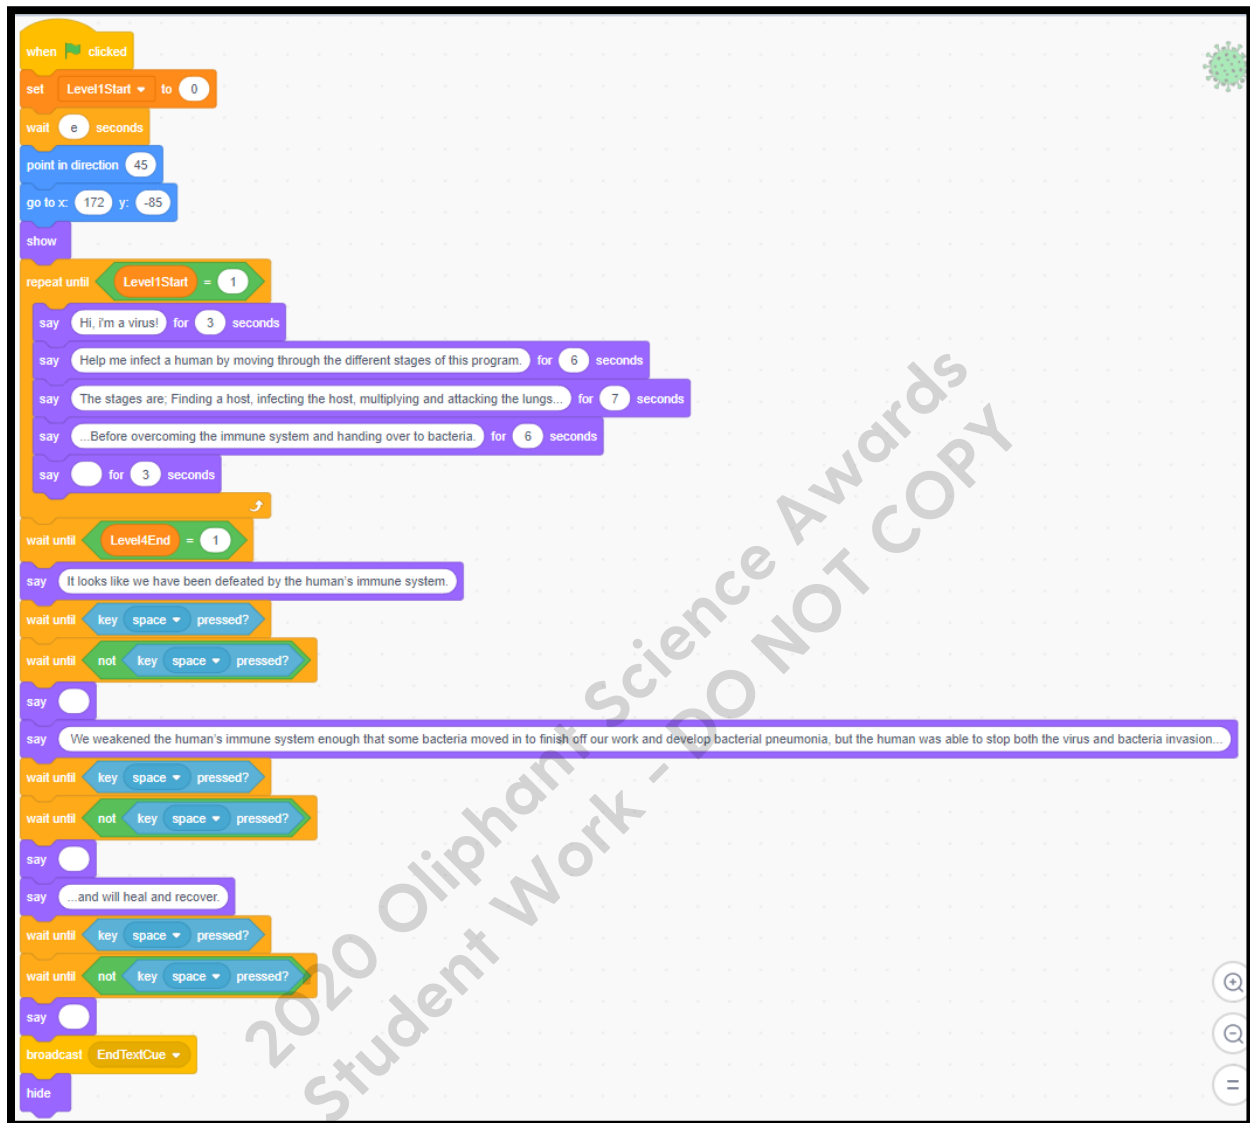 when clicked
set Level1Start to 0
wait e seconds
point in direction 45
go to x: 172 y: -85
show
repeat until Level1Start = 1
say Hi, i'm a virus! for 3 seconds
say Help me infect a human by moving through the different stages of this program. for 6 seconds
say The stages are; Finding a host, infecting the host, multiplying and attacking the lungs... for 7 seconds
say ...Before overcoming the immune system and handing over to bacteria. for 6 seconds
say for 3 seconds
wait until Level4End = 1
say It looks like we have been defeated by the human's immune system.
wait until key space pressed?
wait until not key space pressed?
say
say We weakened the human's immune system enough that some bacteria moved in to finish off our work and develop bacterial pneumonia, but the human was able to stop both the virus and bacteria invasion...
wait until key space pressed?
wait until not key space pressed?
say
say ...and will heal and recover.
wait until key space pressed?
wait until not key space pressed?
say
broadcast EndTextCue
hide
2020 Oliphant Science Awards
Student Work - DO NOT COPY